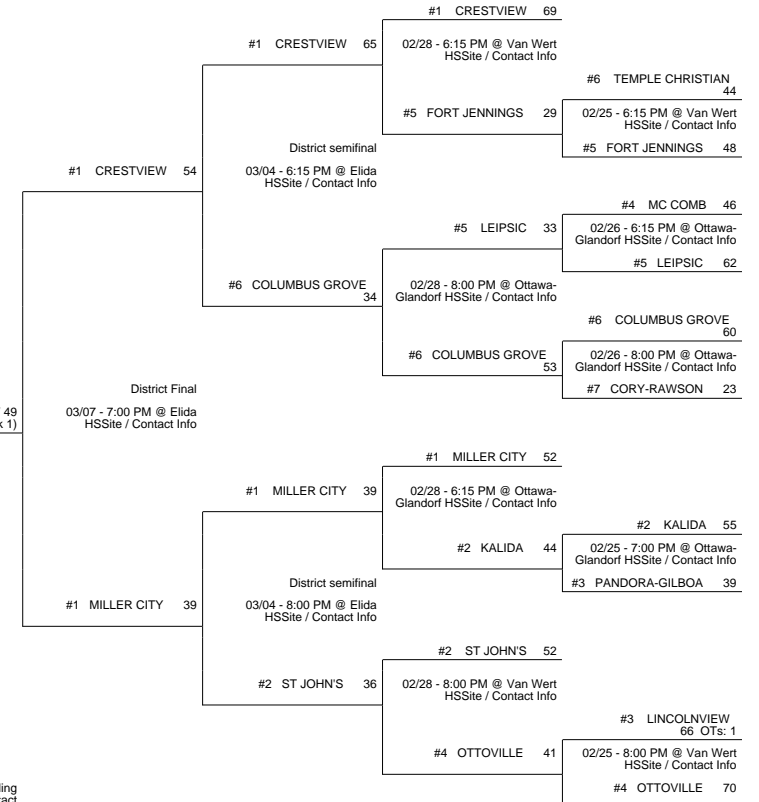 #1 CRESTVIEW 69
#1 CRESTVIEW 65
02/28 - 6:15 PM @ Van Wert
HSSite / Contact Info
#6 TEMPLE CHRISTIAN
44
#5 FORT JENNINGS 29
02/25 - 6:15 PM @ Van Wert
HSSite / Contact Info
#5 FORT JENNINGS 48
District semifinal
03/04 - 6:15 PM @ Elida
HSSite / Contact Info
#1 CRESTVIEW 54
#4 MC COMB 46
#5 LEIPSIC 33
02/26 - 6:15 PM @ Ottawa-
Glandorf HSSite / Contact Info
#5 LEIPSIC 62
#6 COLUMBUS GROVE
34
02/28 - 8:00 PM @ Ottawa-
Glandorf HSSite / Contact Info
#6 COLUMBUS GROVE
60
#6 COLUMBUS GROVE
53
02/26 - 8:00 PM @ Ottawa-
Glandorf HSSite / Contact Info
#7 CORY-RAWSON 23
District Final
03/07 - 7:00 PM @ Elida
HSSite / Contact Info
49
1)
#1 MILLER CITY 52
#1 MILLER CITY 39
02/28 - 6:15 PM @ Ottawa-
Glandorf HSSite / Contact Info
#2 KALIDA 55
#2 KALIDA 44
02/25 - 7:00 PM @ Ottawa-
Glandorf HSSite / Contact Info
#3 PANDORA-GILBOA 39
District semifinal
03/04 - 8:00 PM @ Elida
HSSite / Contact Info
#1 MILLER CITY 39
#2 ST JOHN'S 52
#2 ST JOHN'S 36
02/28 - 8:00 PM @ Van Wert
HSSite / Contact Info
#3 LINCOLNVIEW
66 OTs: 1
#4 OTTOVILLE 41
02/25 - 8:00 PM @ Van Wert
HSSite / Contact Info
#4 OTTOVILLE 70